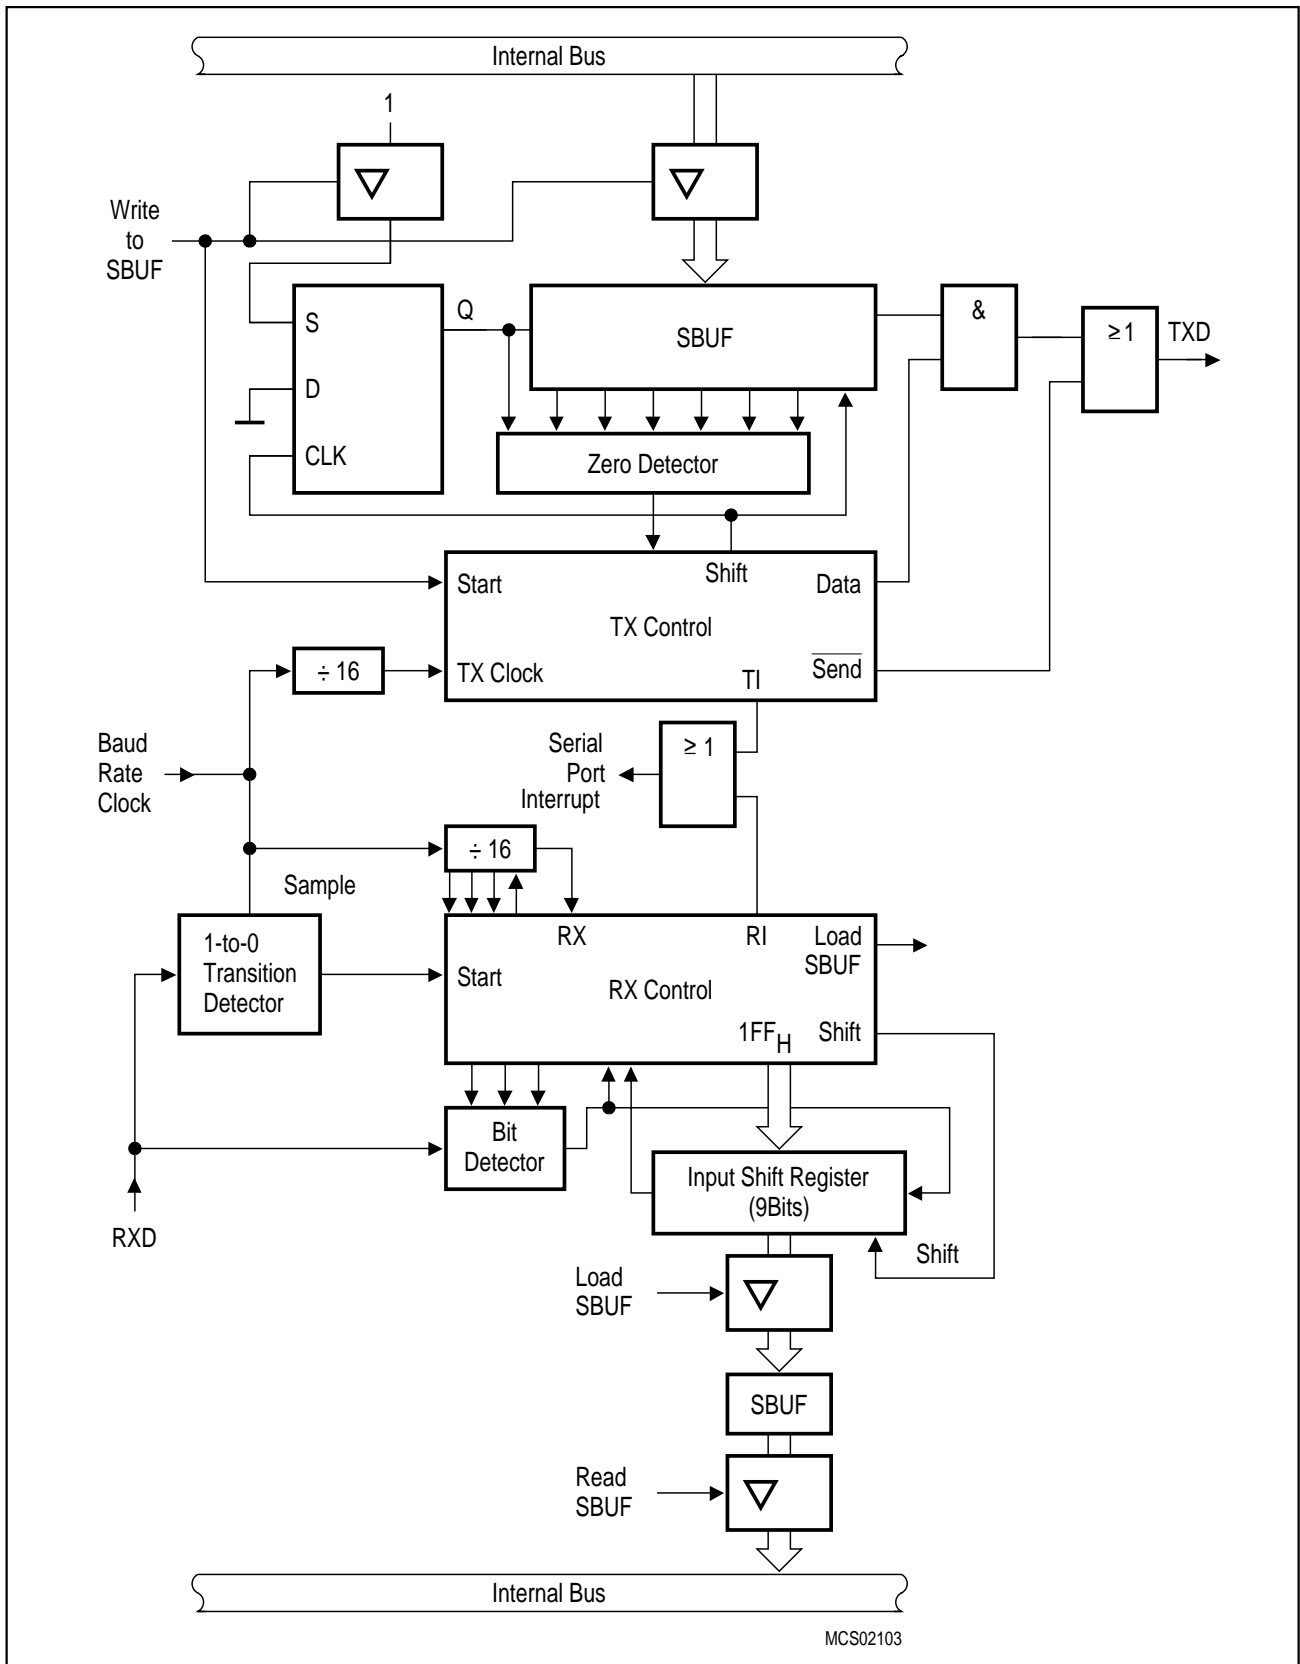 Internal Bus
1
Write
to
SBUF
S
Q
SBUF
&
≥ 1
TXD
D
CLK
Zero Detector
Start
Shift
Data
TX Control
÷ 16
TX Clock
TI
Send
Baud
Rate
Clock
Serial
Port
Interrupt
≥ 1
÷ 16
Sample
1-to-0
Transition
Detector
RX
RI
Load
SBUF
Start
RX Control
1FFH
Shift
Bit
Detector
Input Shift Register
(9Bits)
RXD
Shift
Load
SBUF
SBUF
Read
SBUF
Internal Bus
MCS02103